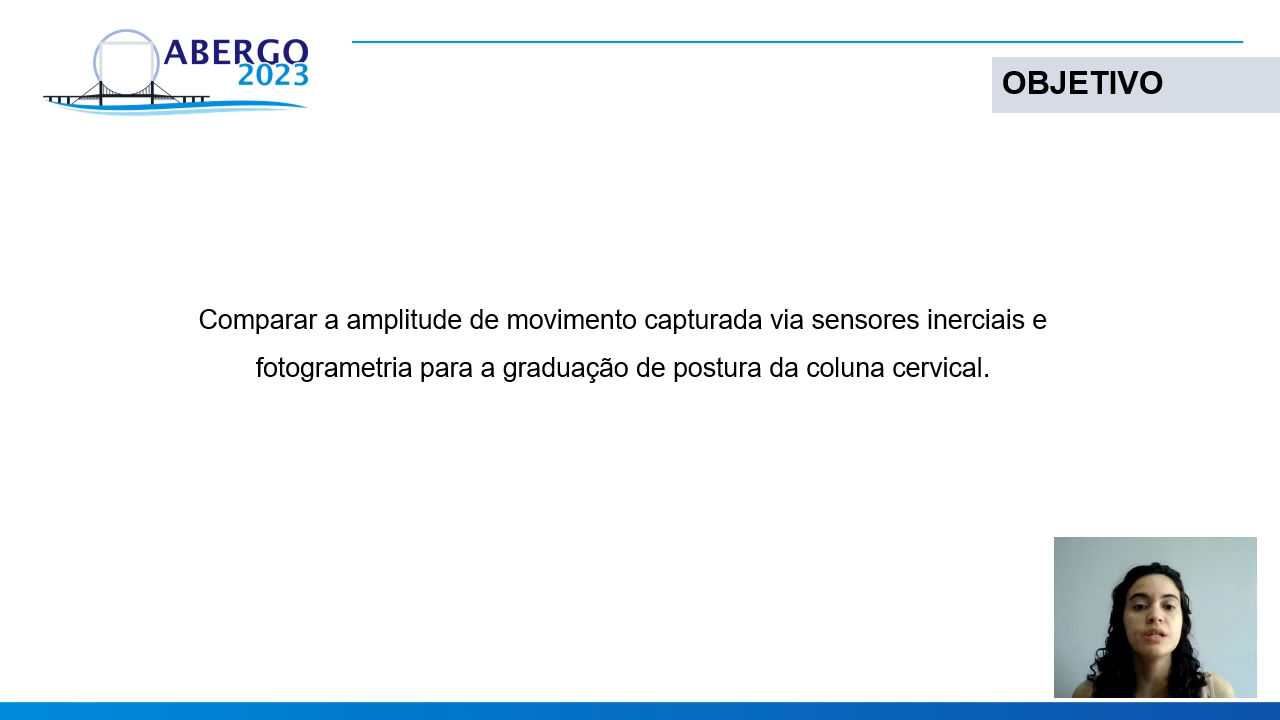 ABERGO
2023
OBJETIVO
Comparar a amplitude de movimento capturada via sensores inerciais e
fotogrametria para a graduação de postura da coluna cervical.